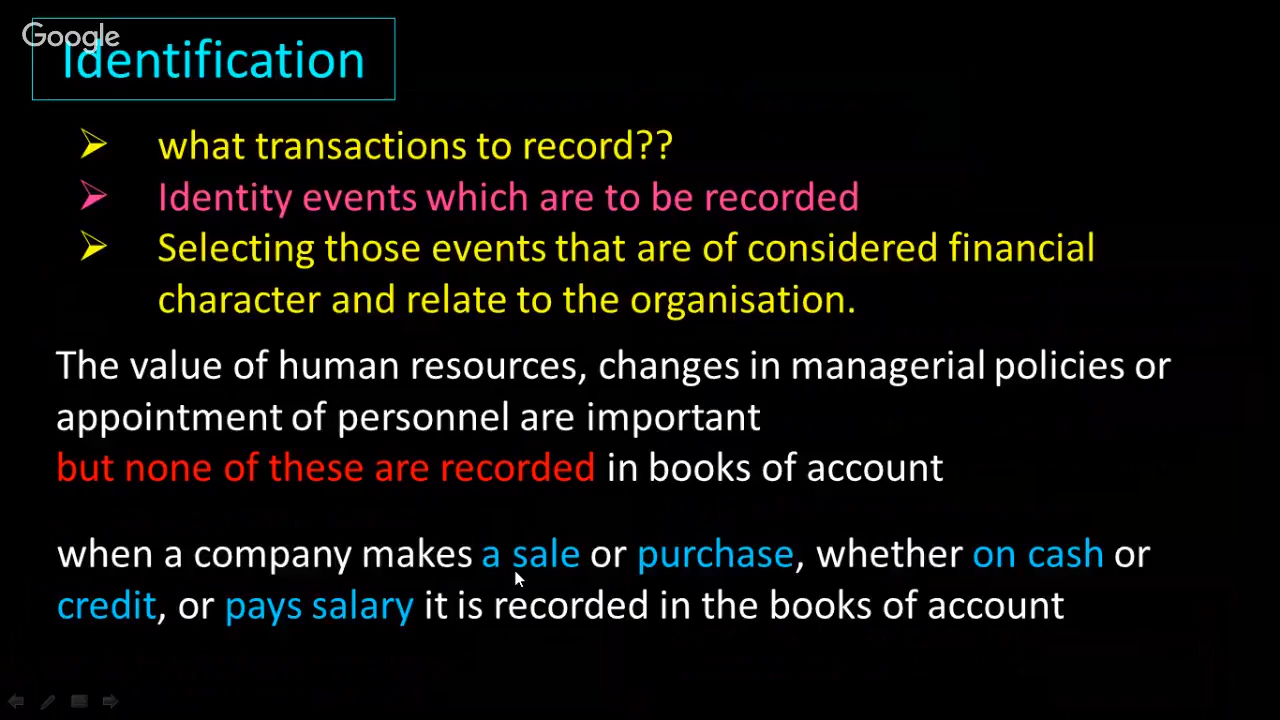 Google
Identification
what transactions to record??
Identity events which are to be recorded
Selecting those events that are of considered financial
character and relate to the organisation.
The value of human resources, changes in managerial policies or
appointment of personnel are important
but none of these are recorded in books of account
when a company makes a sale or purchase, whether on cash or
credit, or pays salary it is recorded in the books of account